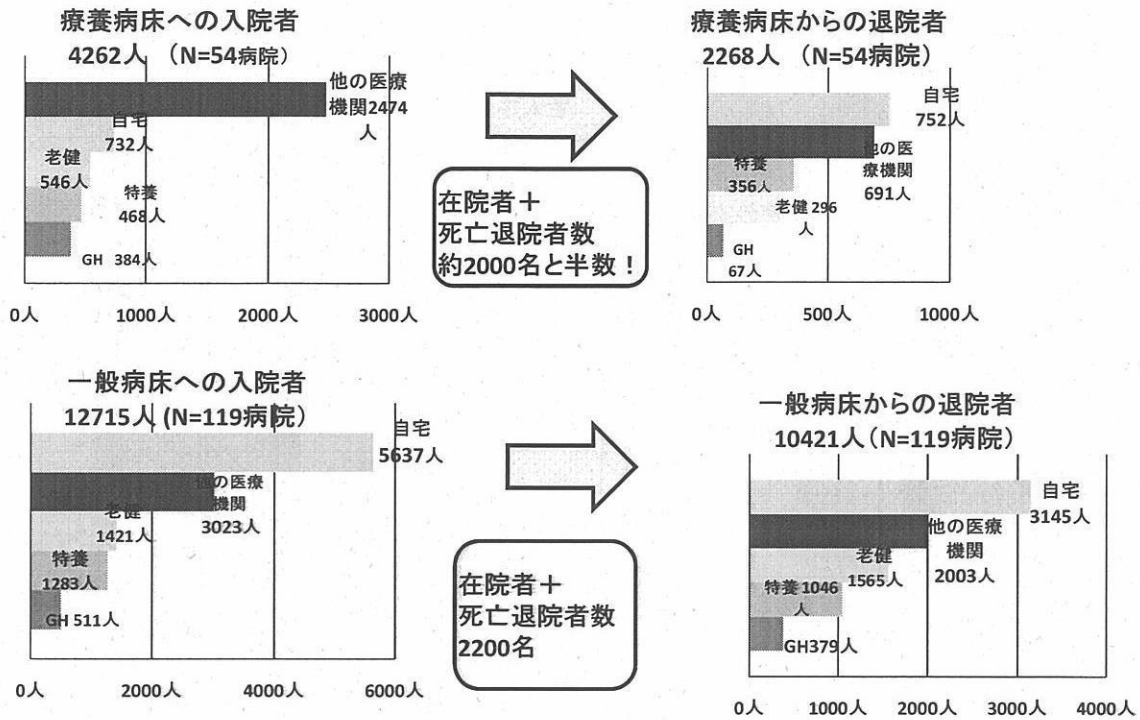 療養病床への入院者
4262人 （N=54病院）
他の医療
機関2474
人
自宅
732人
老健
546人
特養
468人
GH 384人
0人 1000人 2000人 3000人
在院者＋
死亡退院者数
約2000名と半数！
療養病床からの退院者
2268人 （N=54病院）
自宅
752人
他の医
療機関
691人
特養
356人
老健296
人
GH
67人
0人 500人 1000人
一般病床への入院者
12715人 (N=119病院)
自宅
5637人
他の医療
機関
3023人
老健
1421人
特養
1283人
GH 511人
0人 2000人 4000人 6000人
在院者＋
死亡退院者数
2200名
一般病床からの退院者
10421人（N=119病院）
自宅
3145人
他の医療
機関
2003人
老健
1565人
特養1046
人
GH379人
0人 1000人 2000人 3000人 4000人